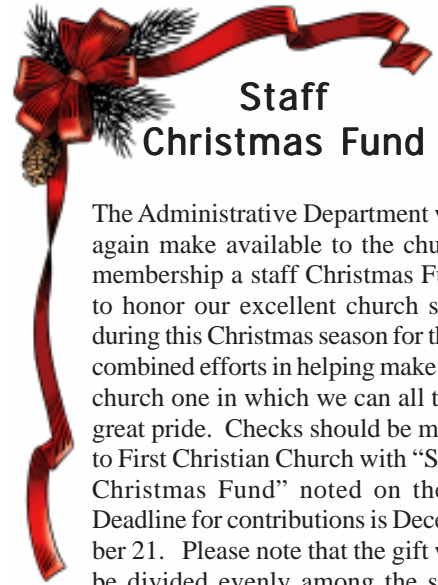 Staff
Christmas Fund
The Administrative Department w
again make available to the chu
membership a staff Christmas Fu
to honor our excellent church s
during this Christmas season for th
combined efforts in helping make
church one in which we can all t
great pride. Checks should be m
to First Christian Church with “S
Christmas Fund” noted on the
Deadline for contributions is Dece
ber 21. Please note that the gift w
be divided evenly among the s